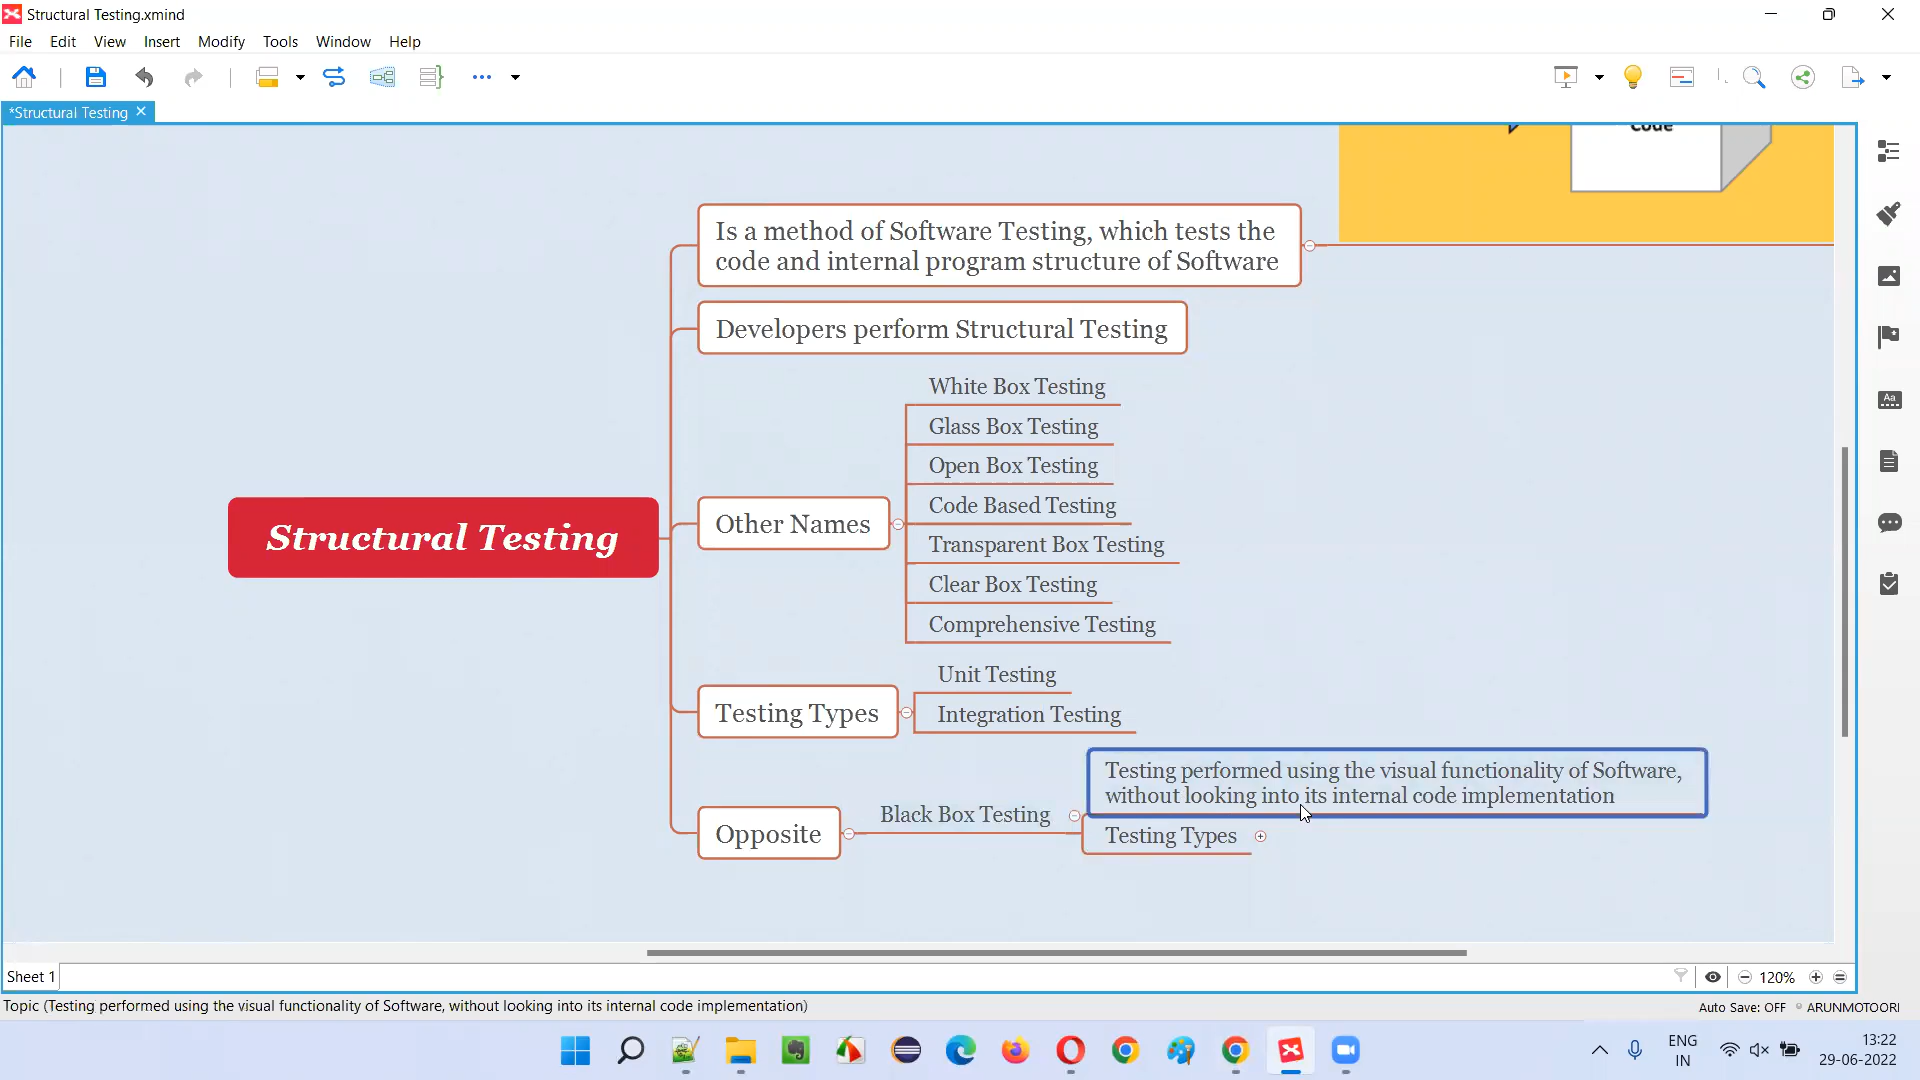 Structural Testing.xmind
File Edit View Insert Modify Tools Window Help
*Structural Testing
Code
Is a method of Software Testing, which tests the
code and internal program structure of Software
Developers perform Structural Testing
White Box Testing
Glass Box Testing
Open Box Testing
Code Based Testing
Transparent Box Testing
Clear Box Testing
Comprehensive Testing
Other Names
Structural Testing
Unit Testing
Integration Testing
Testing Types
Testing performed using the visual functionality of Software,
without looking into its internal code implementation
Black Box Testing
Testing Types
Opposite
Aa
Sheet 1
120%
Topic (Testing performed using the visual functionality of Software, without looking into its internal code implementation)
Auto Save: OFF ARUNMOTOORI
ENG
IN
13:22
29-06-2022